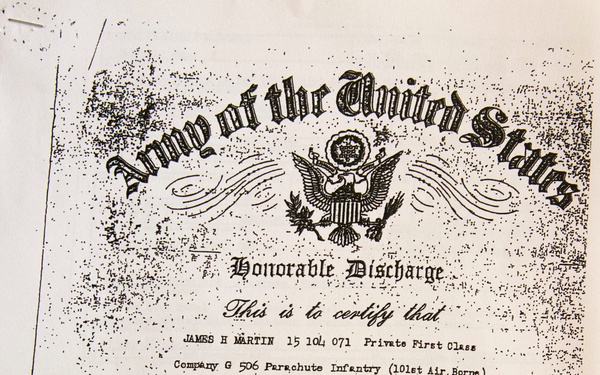 Army of the United States
Honorable Discharge
This is to certify that
JAMES H MARTIN 15 104 071 Private First Class
Company G 506 Parachute Infantry (101st Air Borne)